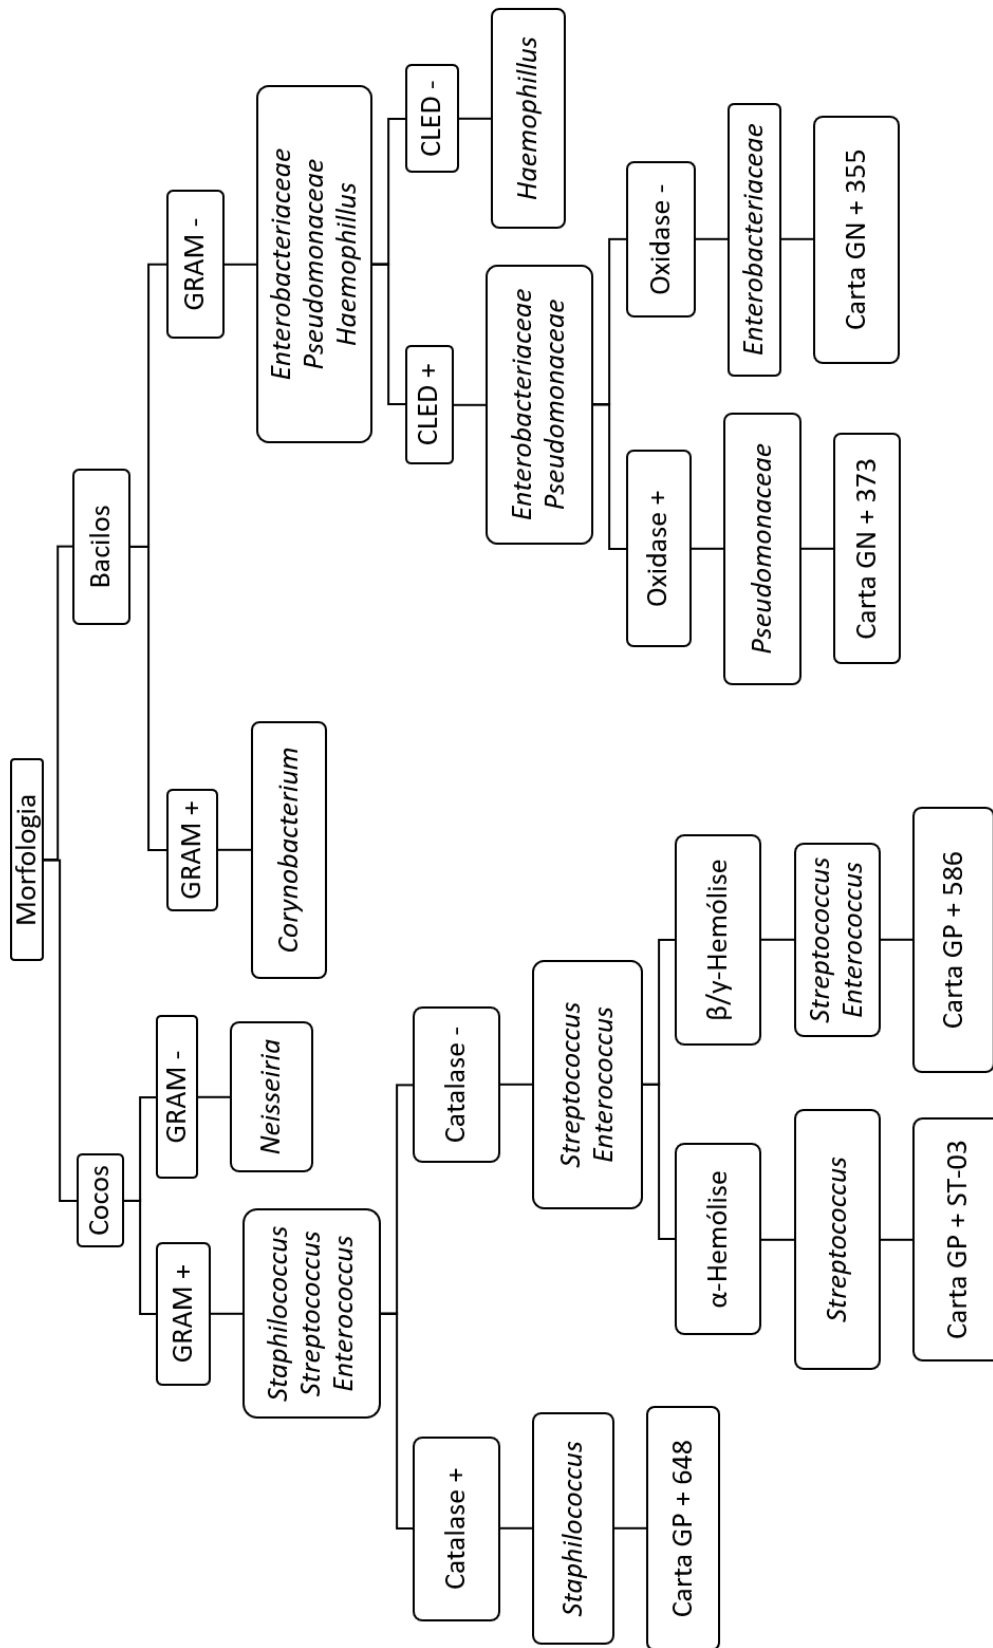 Morfologia
Cocos
Bacilos
GRAM +
GRAM -
GRAM +
GRAM -
Staphilococcus
Streptococcus
Enterococcus
Neisseiria
Corynobacterium
Enterobacteriaceae
Pseudomonaceae
Haemophillus
Catalase +
Catalase -
CLED +
CLED -
Staphilococcus
Streptococcus
Enterococcus
Enterobacteriaceae
Pseudomonaceae
Haemophillus
Carta GP + 648
α-Hemólise
β/γ-Hemólise
Oxidase +
Oxidase -
Streptococcus
Streptococcus
Enterococcus
Pseudomonaceae
Enterobacteriaceae
Carta GP + ST-03
Carta GP + 586
Carta GN + 373
Carta GN + 355